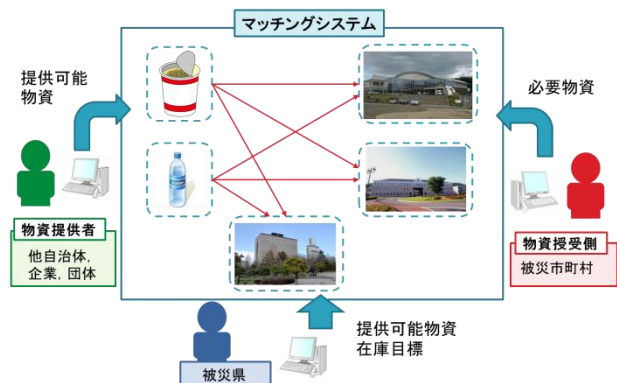 マッチングシステム
提供可能
物資
必要物資
物資提供者
他自治体,
企業, 団体
物資授受側
被災市町村
提供可能物資
在庫目標
被災県